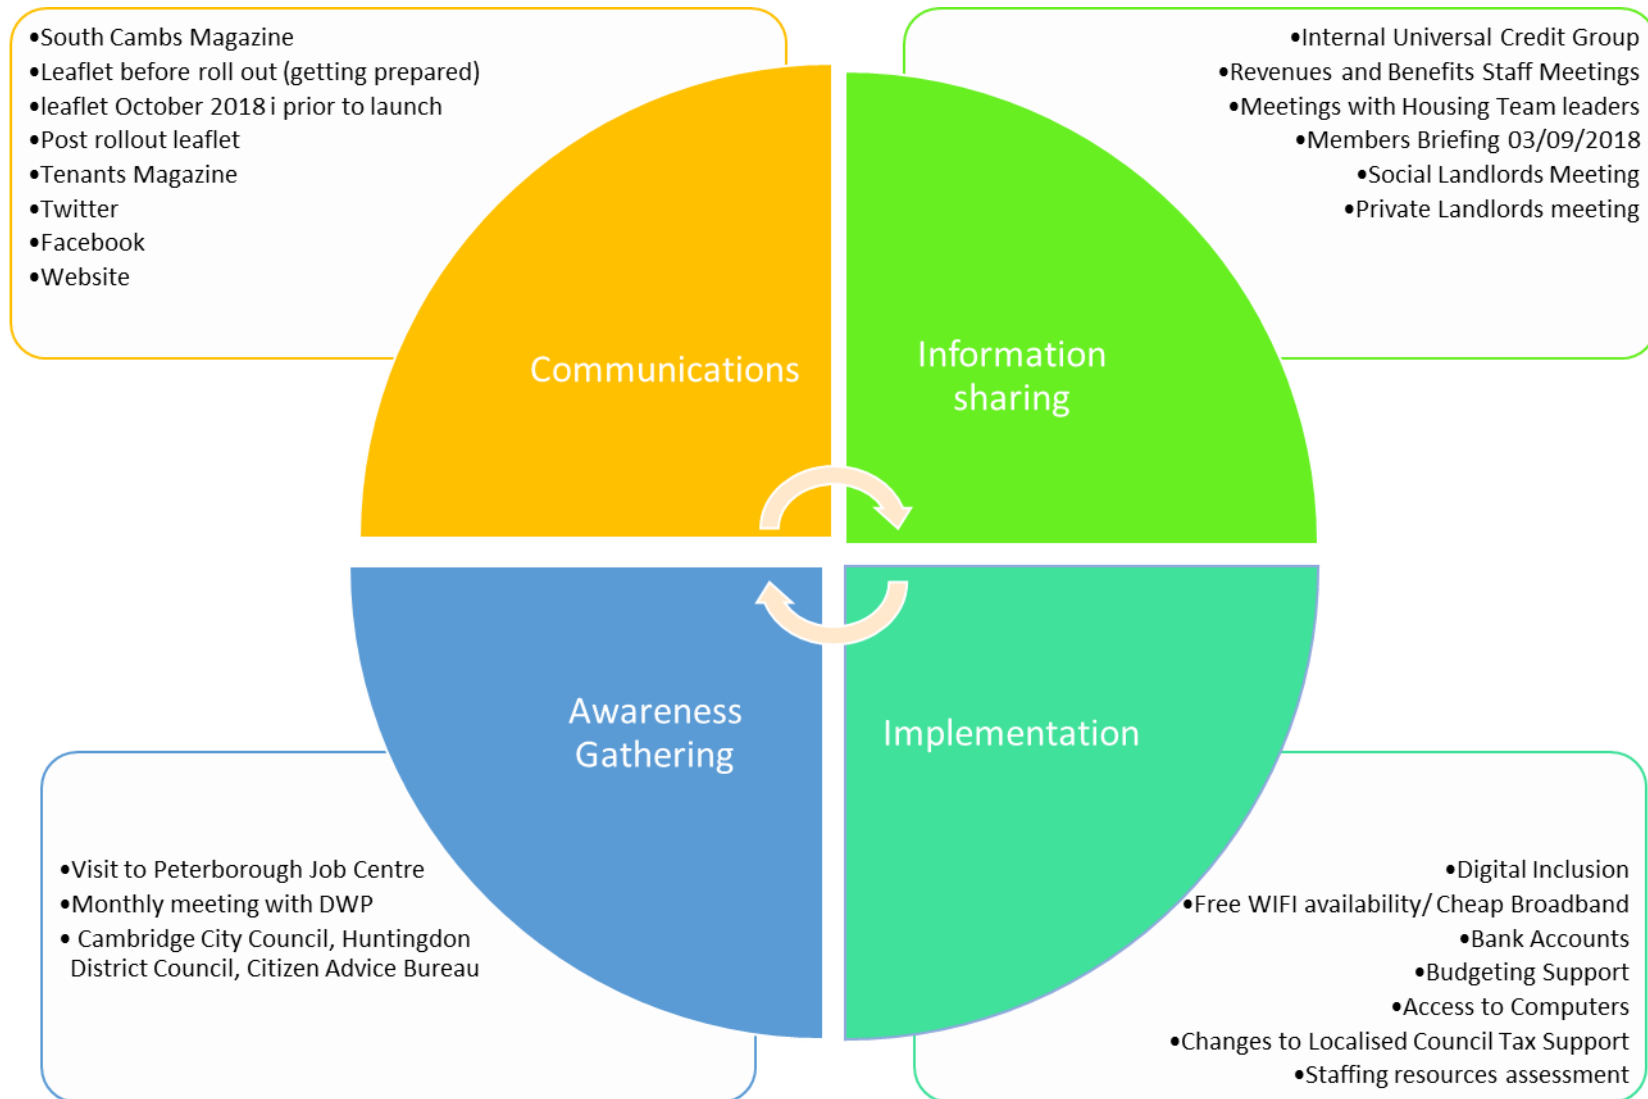 •South Cambs Magazine
•Leaflet before roll out (getting prepared)
•leaflet October 2018 i prior to launch
•Post rollout leaflet
•Tenants Magazine
•Twitter
•Facebook
•Website
•Internal Universal Credit Group
•Revenues and Benefits Staff Meetings
•Meetings with Housing Team leaders
•Members Briefing 03/09/2018
•Social Landlords Meeting
•Private Landlords meeting
Communications
Information
sharing
Awareness
Gathering
Implementation
•Visit to Peterborough Job Centre
•Monthly meeting with DWP
• Cambridge City Council, Huntingdon
District Council, Citizen Advice Bureau
•Digital Inclusion
•Free WIFI availability/ Cheap Broadband
•Bank Accounts
•Budgeting Support
•Access to Computers
•Changes to Localised Council Tax Support
•Staffing resources assessment